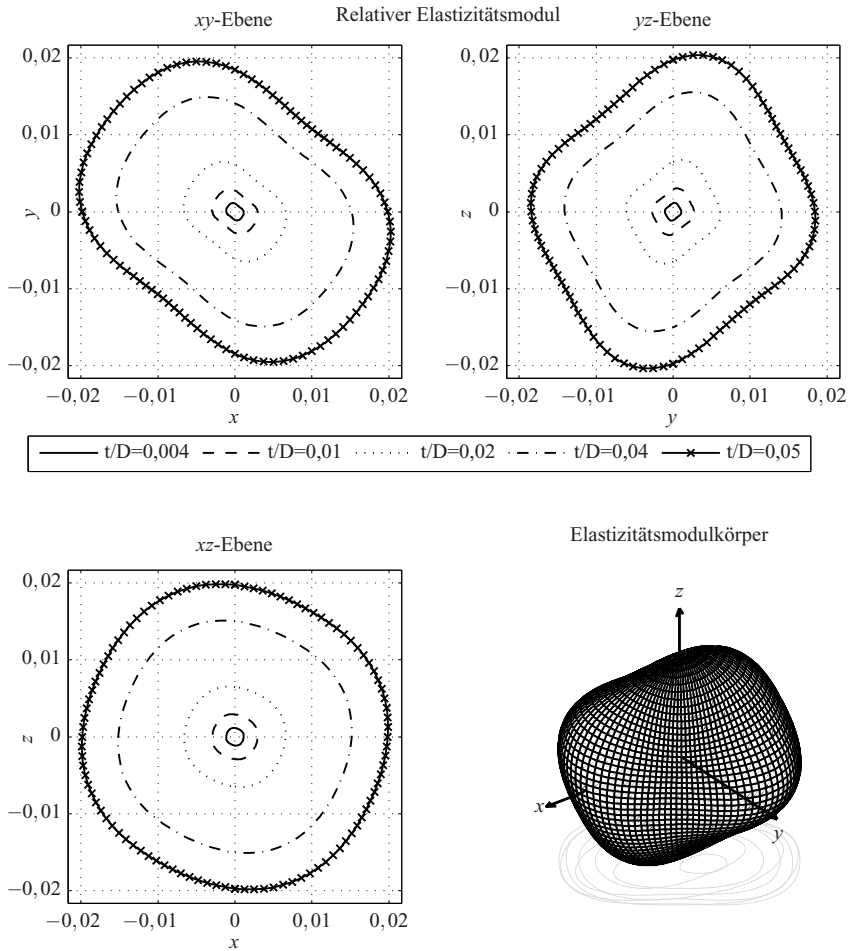 Relativer Elastizitätsmodul
xy-Ebene
yz-Ebene
0,02
0,01
0
−0,01
−0,02
y
−0,02 −0,01 0 0,01 0,02
x
0,02
0,01
0
−0,01
−0,02
z
−0,02 −0,01 0 0,01 0,02
y
t/D=0,004 t/D=0,01 t/D=0,02 t/D=0,04 t/D=0,05
xz-Ebene
0,02
0,01
0
−0,01
−0,02
z
−0,02 −0,01 0 0,01 0,02
x
Elastizitätsmodulkörper
z
x
y